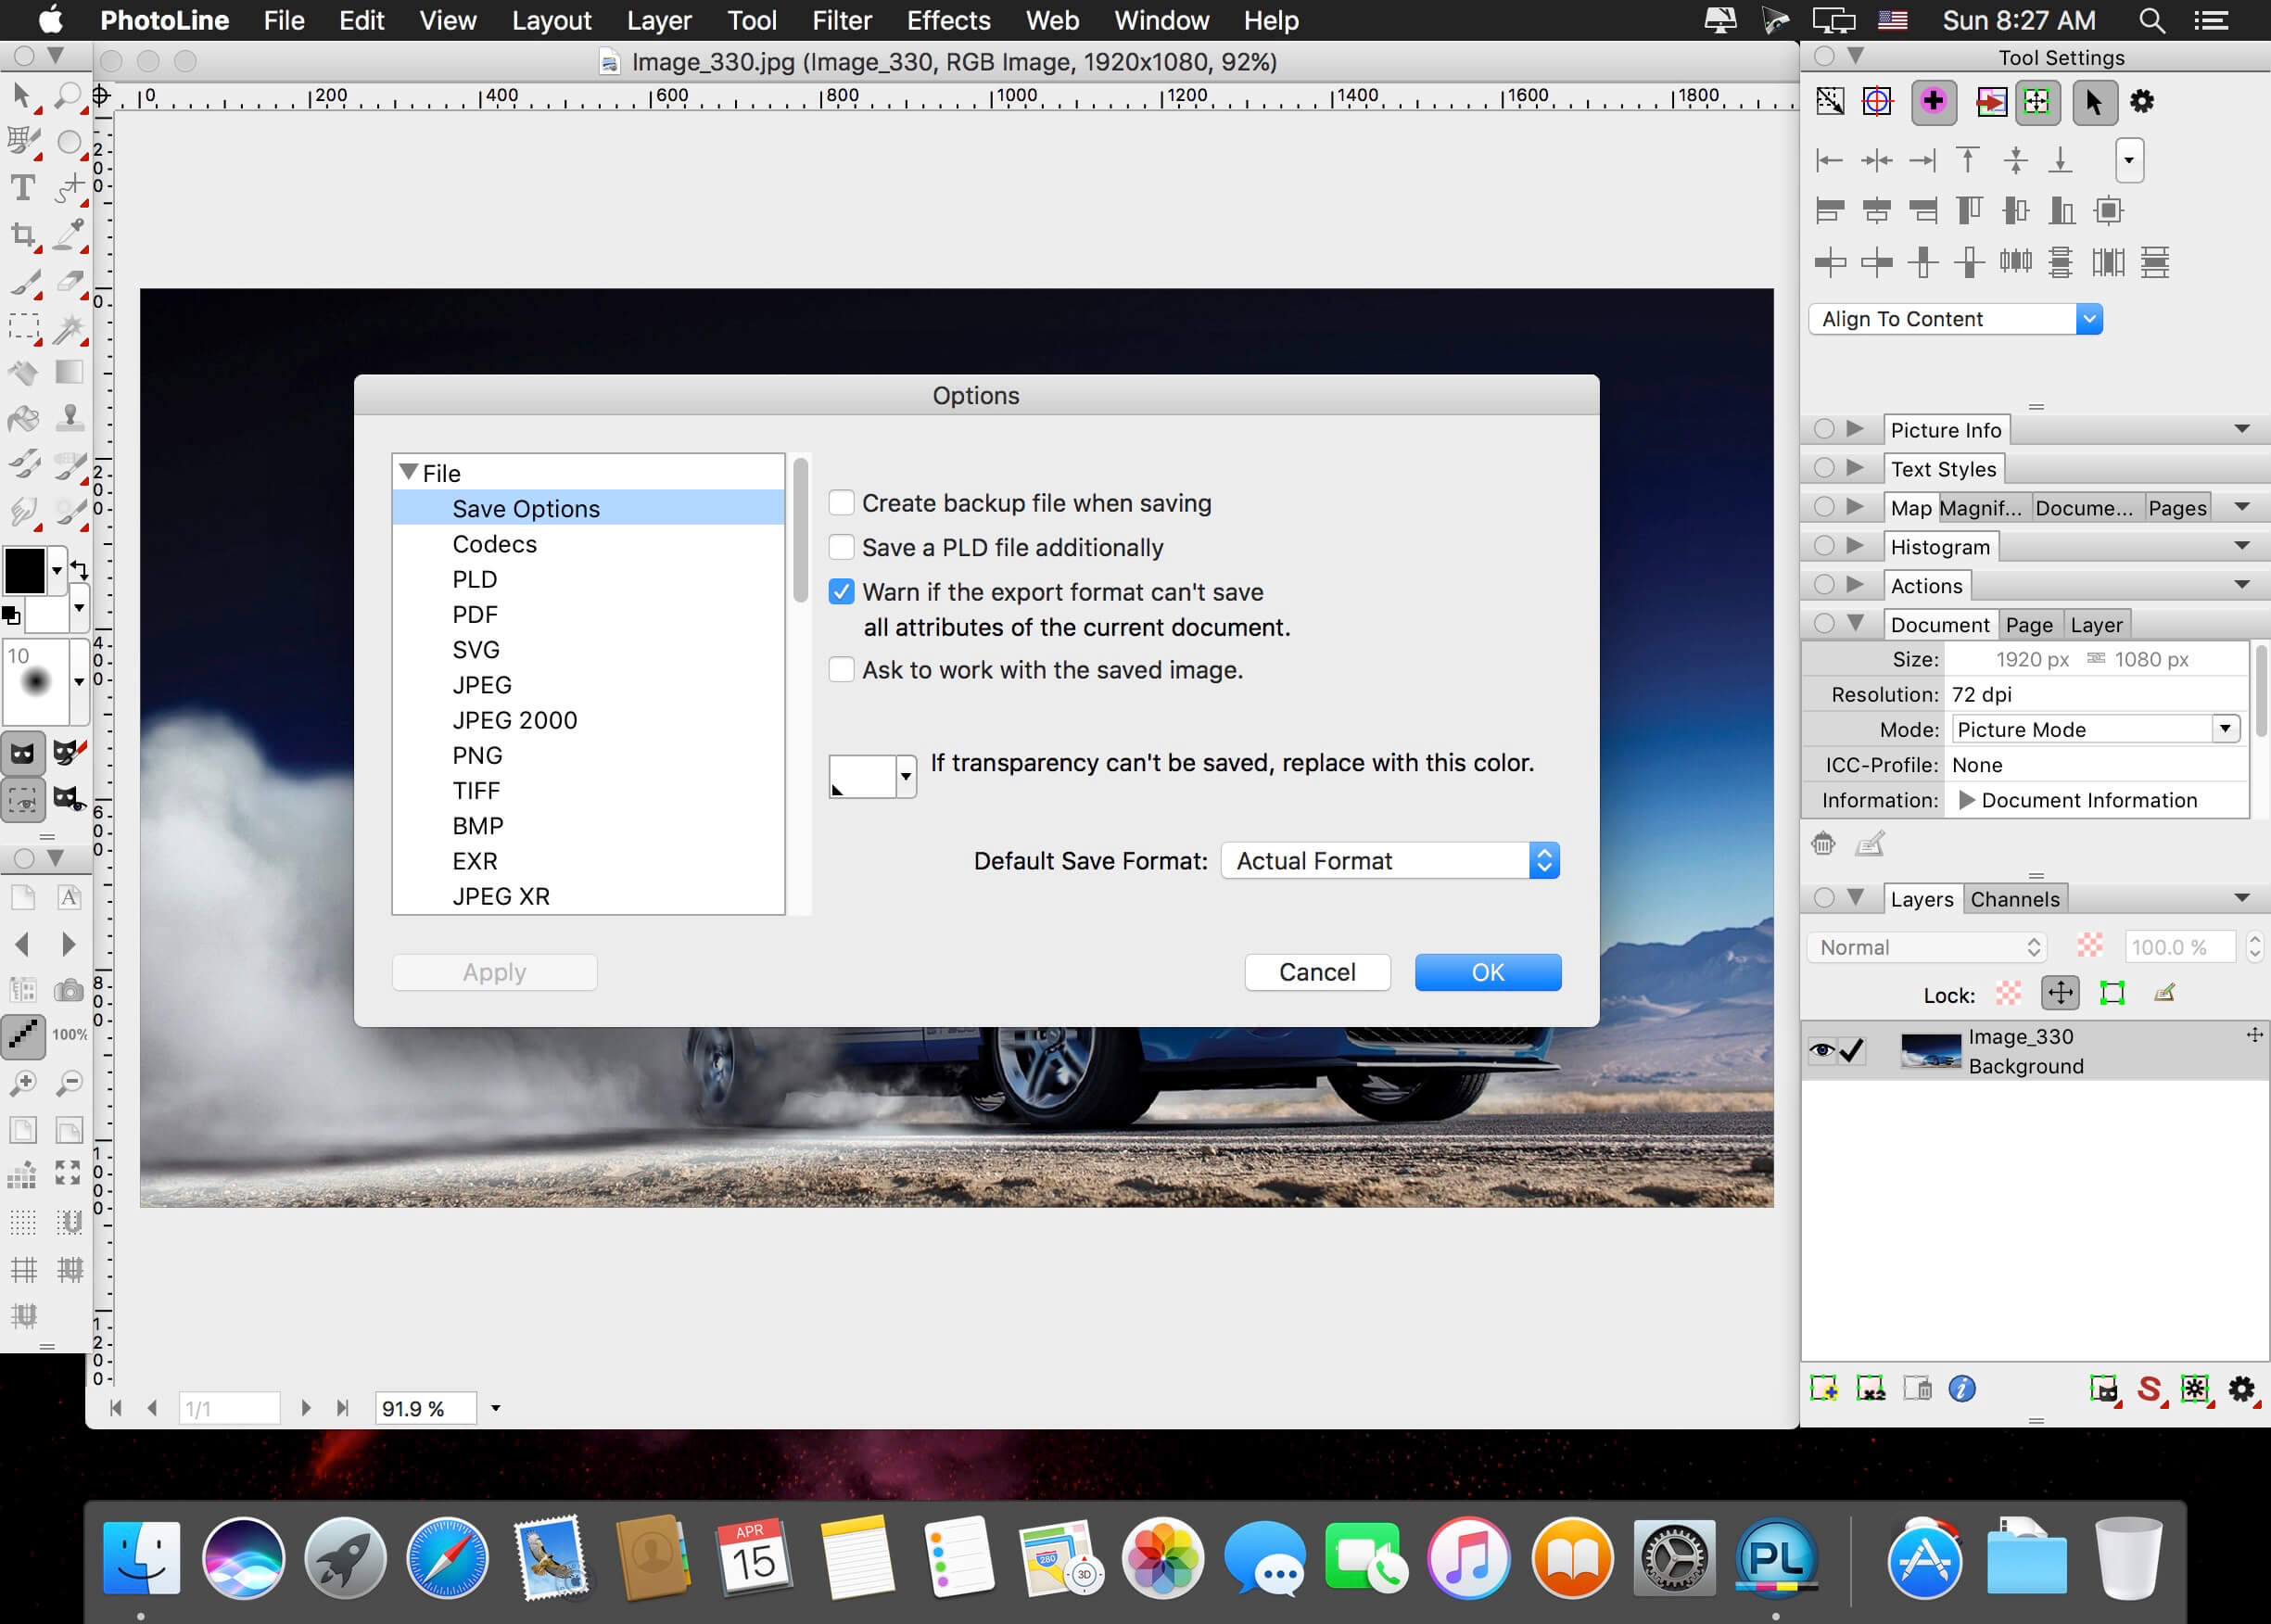 PhotoLine File Edit View Layout Layer Tool Filter Effects Web Window Help Sun 8:27 AM
Image_330.jpg (Image_330, RGB Image, 1920x1080, 92%)
Tool Settings
0 200 400 600 800 1000 1200 1400 1600 1800
Align To Content
Options
File
Save Options
Codecs
PLD
PDF
SVG
JPEG
JPEG 2000
PNG
TIFF
BMP
EXR
JPEG XR
Create backup file when saving
Save a PLD file additionally
Warn if the export format can't save
all attributes of the current document.
Ask to work with the saved image.
If transparency can't be saved, replace with this color.
Default Save Format: Actual Format
Apply Cancel OK
Picture Info
Text Styles
Map Magnif... Docume... Pages
Histogram
Actions
Document Page Layer
Size: 1920 px 1080 px
Resolution: 72 dpi
Mode: Picture Mode
ICC-Profile: None
Information: Document Information
Layers Channels
Normal 100.0 %
Lock:
Image_330
Background
10
100%
1/1 91.9 %
APR
15
280
3D
PL